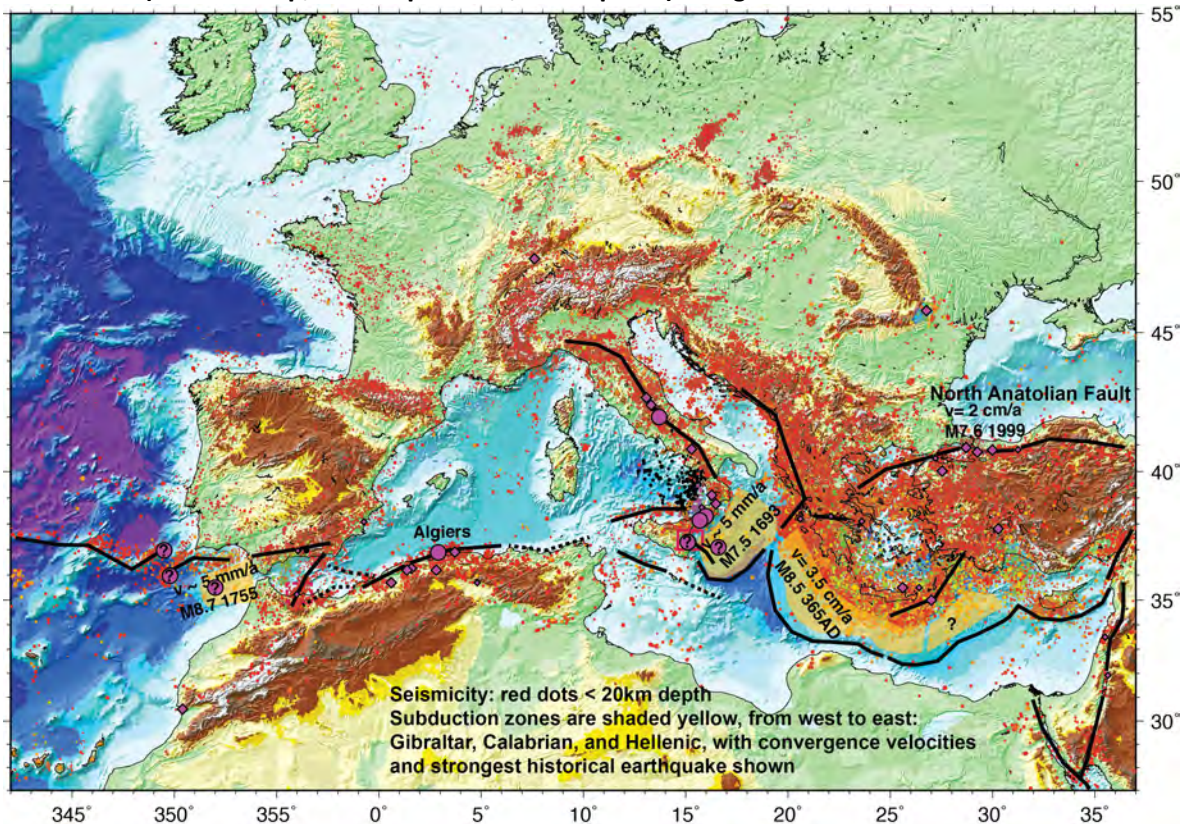 55°
50°
45°
40°
35°
30°
North Anatolian Fault
v= 2 cm/a
M7.6 1999
Algiers
?
?
?
v ~ 5 mm/a
M8.7 1755
?
?
v ~ 5 mm/a
M7.5 1693
v= 3.5 cm/a
M8.5 365AD
?
Seismicity: red dots < 20km depth
Subduction zones are shaded yellow, from west to east:
Gibraltar, Calabrian, and Hellenic, with convergence velocities
and strongest historical earthquake shown
345° 350° 355° 0° 5° 10° 15° 20° 25° 30° 35°